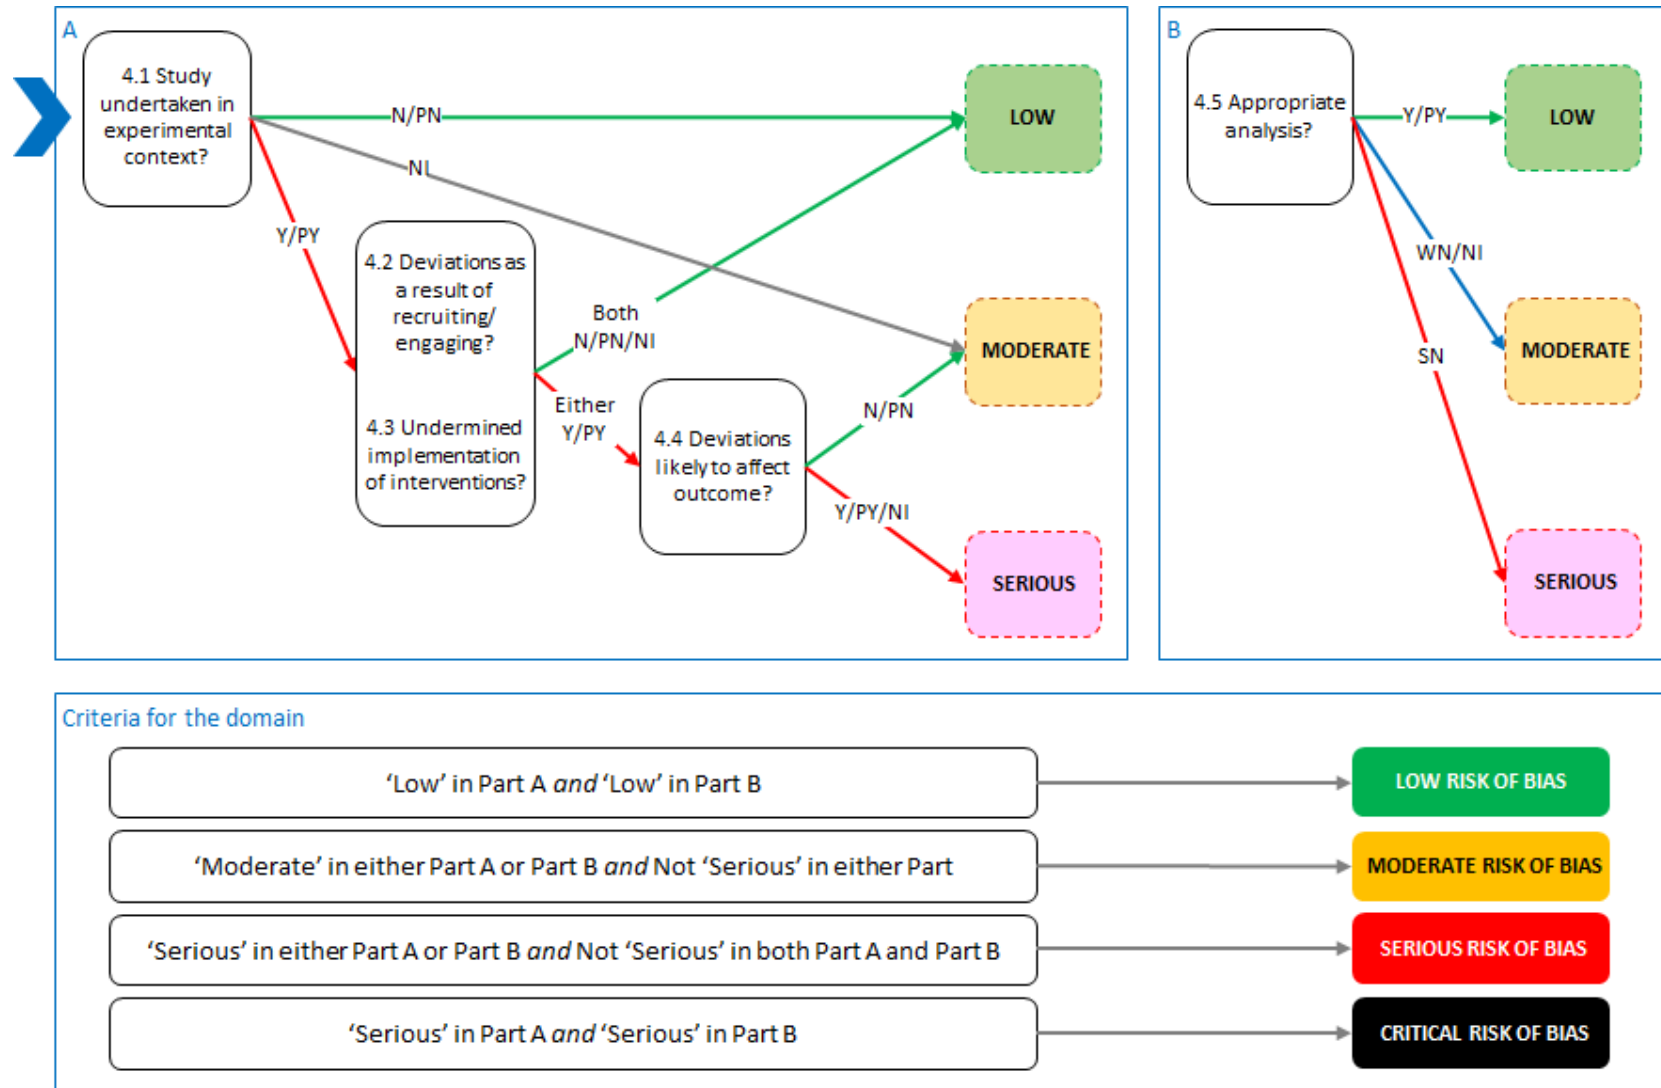 A
4.1 Study
undertaken in
experimental
context?
N/PN
NI
Y/PY
4.2 Deviations as
a result of
recruiting/
engaging?
4.3 Undermined
implementation
of interventions?
Both
N/PN/NI
Either
Y/PY
4.4 Deviations
likely to affect
outcome?
N/PN
Y/PY/NI
LOW
MODERATE
SERIOUS
B
4.5 Appropriate
analysis?
Y/PY
WN/NI
SN
LOW
MODERATE
SERIOUS
Criteria for the domain
‘Low’ in Part A and ‘Low’ in Part B
LOW RISK OF BIAS
‘Moderate’ in either Part A or Part B and Not ‘Serious’ in either Part
MODERATE RISK OF BIAS
‘Serious’ in either Part A or Part B and Not ‘Serious’ in both Part A and Part B
SERIOUS RISK OF BIAS
‘Serious’ in Part A and ‘Serious’ in Part B
CRITICAL RISK OF BIAS